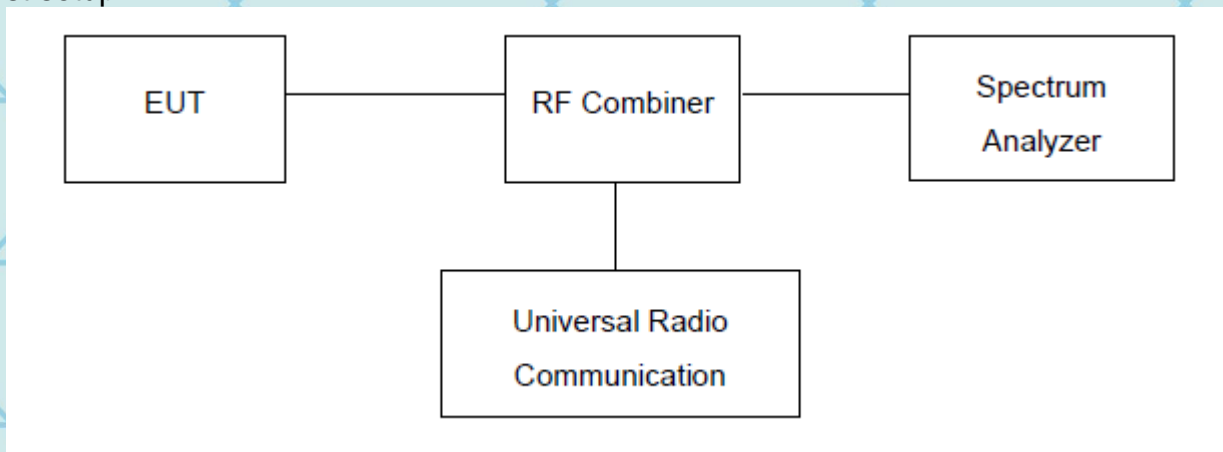 EUT
RF Combiner
Spectrum
Analyzer
Universal Radio
Communication